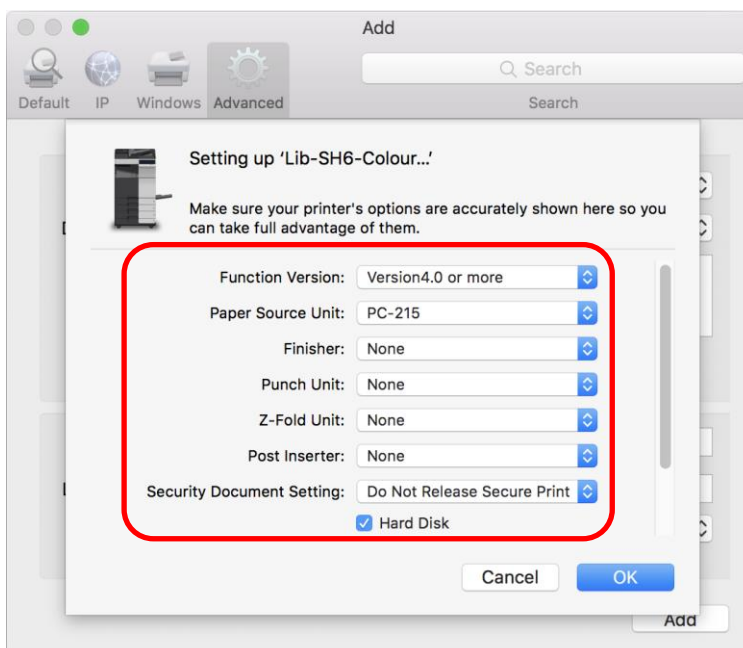 Add
Search
Default IP Windows Advanced Search
Setting up ‘Lib-SH6-Colour...’
Make sure your printer's options are accurately shown here so you
can take full advantage of them.
Function Version: Version4.0 or more
Paper Source Unit: PC-215
Finisher: None
Punch Unit: None
Z-Fold Unit: None
Post Inserter: None
Security Document Setting: Do Not Release Secure Print
Hard Disk
Cancel OK
Add